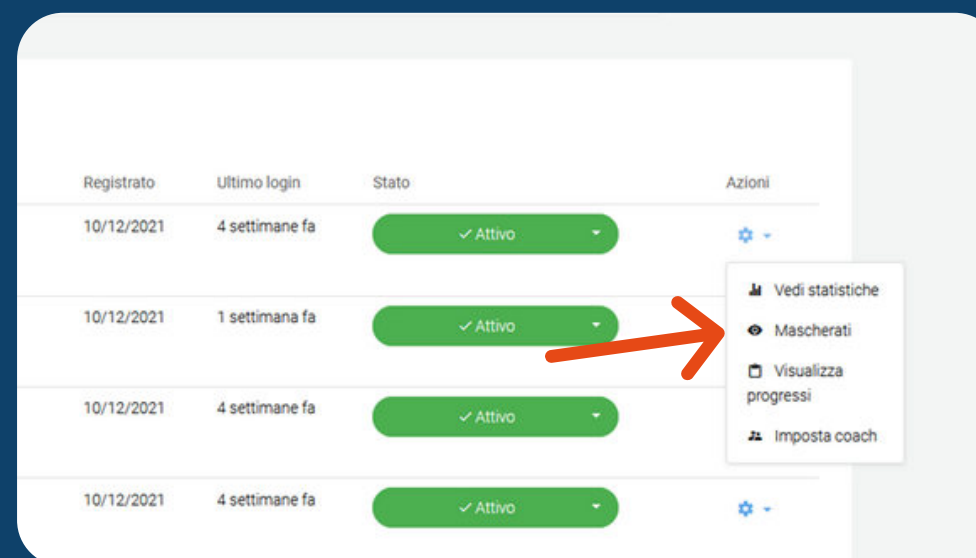 Registrato Ultimo login Stato Azioni
10/12/2021 4 settimane fa Attivo
Vedi statistiche
10/12/2021 1 settimana fa Attivo
Mascherati
Visualizza
progressi
10/12/2021 4 settimane fa Attivo
Imposta coach
10/12/2021 4 settimane fa Attivo